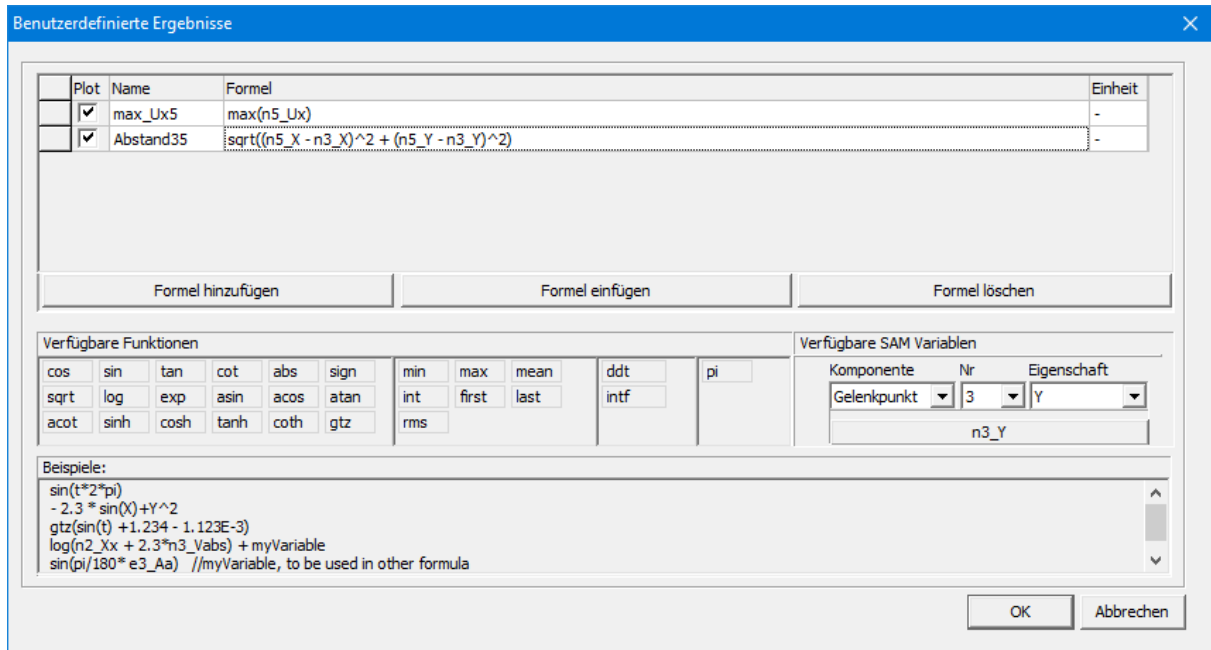 Benutzerdefinierte Ergebnisse
Plot Name Formel Einheit
max_Ux5 max(n5_Ux) -
Abstand35 sqrt((n5_X - n3_X)^2 + (n5_Y - n3_Y)^2) -
Formel hinzufügen Formel einfügen Formel löschen
Verfügbare Funktionen Verfügbare SAM Variablen
cos sin tan cot abs sign min max mean ddt pi Komponente Nr Eigenschaft
sqrt log exp asin acos atan int first last intf Gelenkpunkt 3 Y
acot sinh cosh tanh coth gtz rms n3_Y
Beispiele:
sin(t*2*pi)
- 2.3 * sin(X)+Y^2
gtz(sin(t) +1.234 - 1.123E-3)
log(n2_Xx + 2.3*n3_Vabs) + myVariable
sin(pi/180* e3_Aa) //myVariable, to be used in other formula
OK Abbrechen